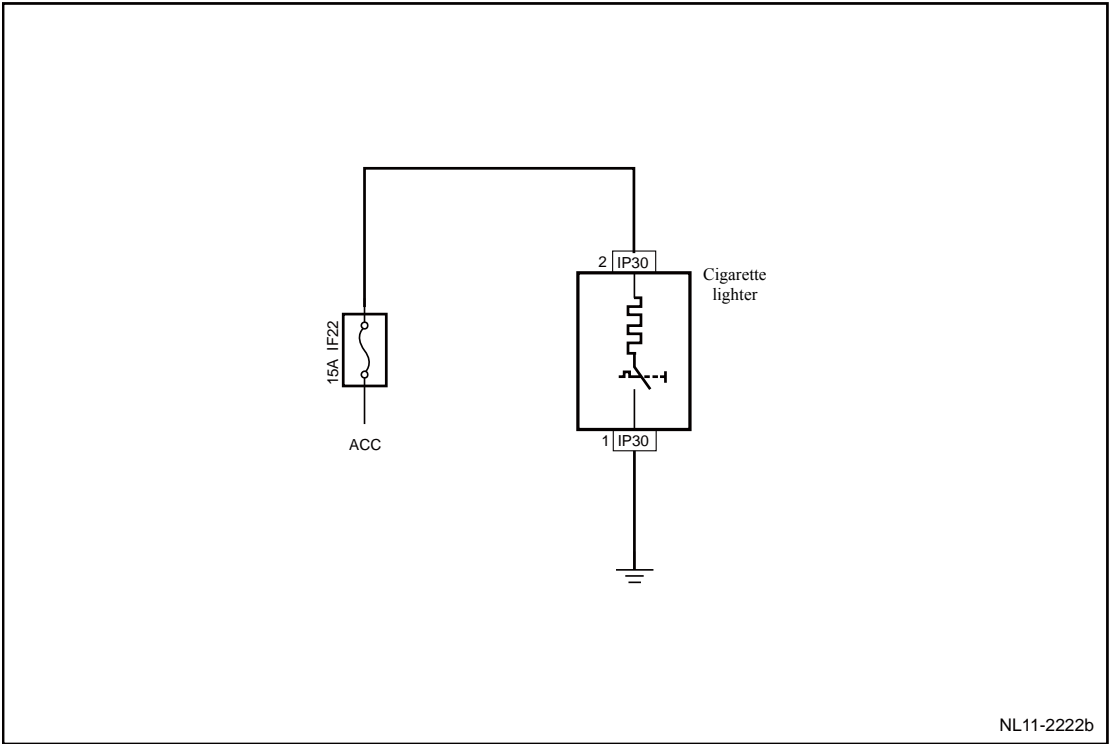 2 IP30
Cigarette
lighter
15A IF22
ACC
1 IP30
NL11-2222b